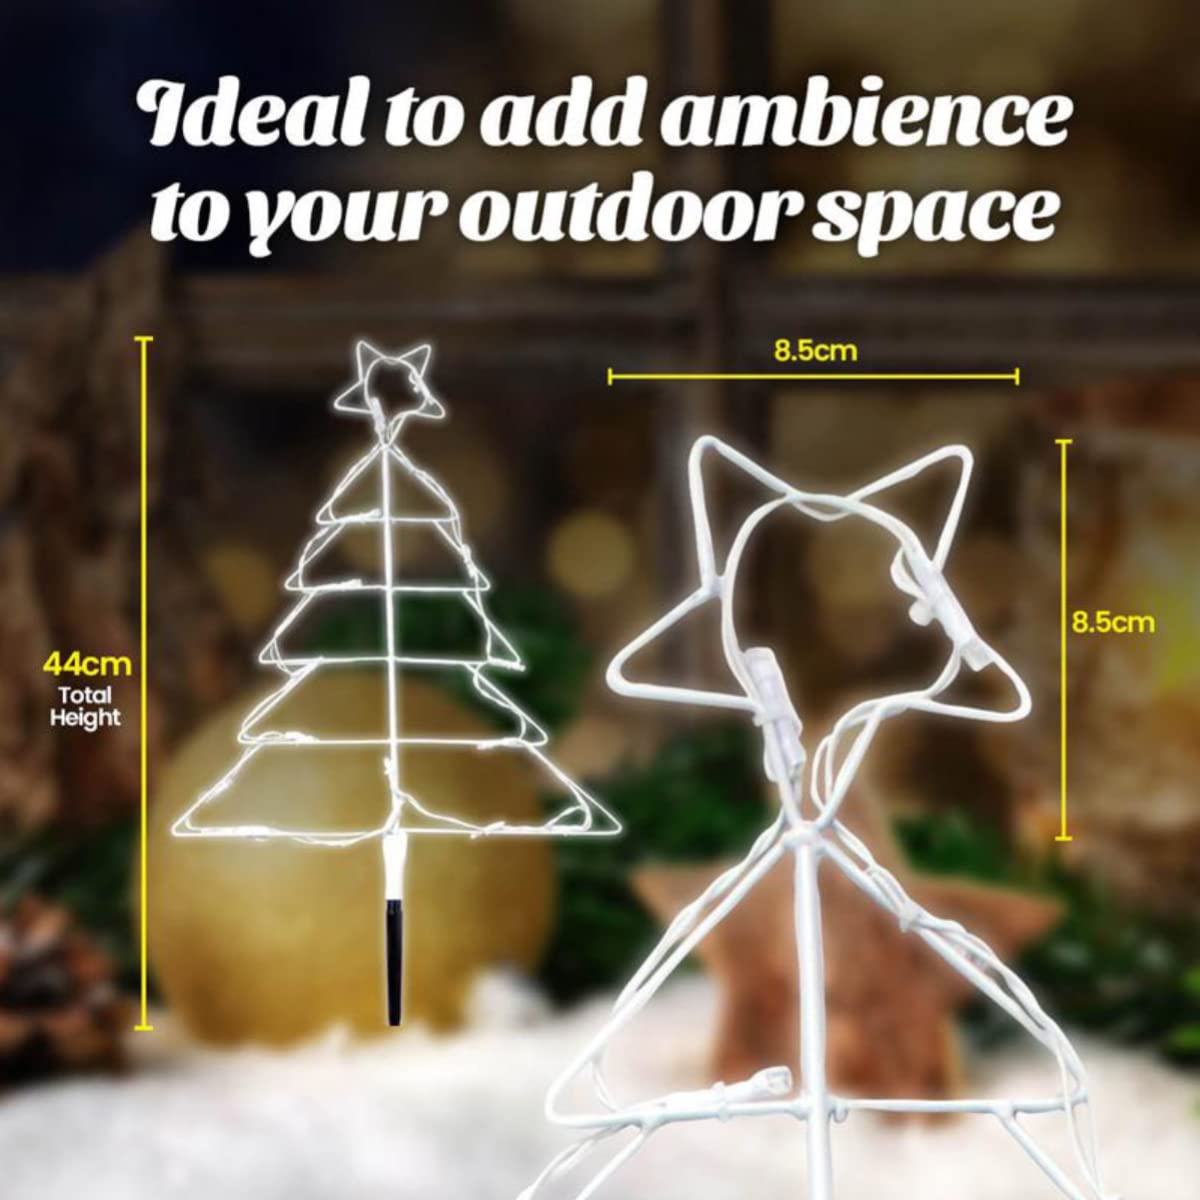 Ideal to add ambience
to your outdoor space
8.5cm
8.5cm
44cm
Total
Height